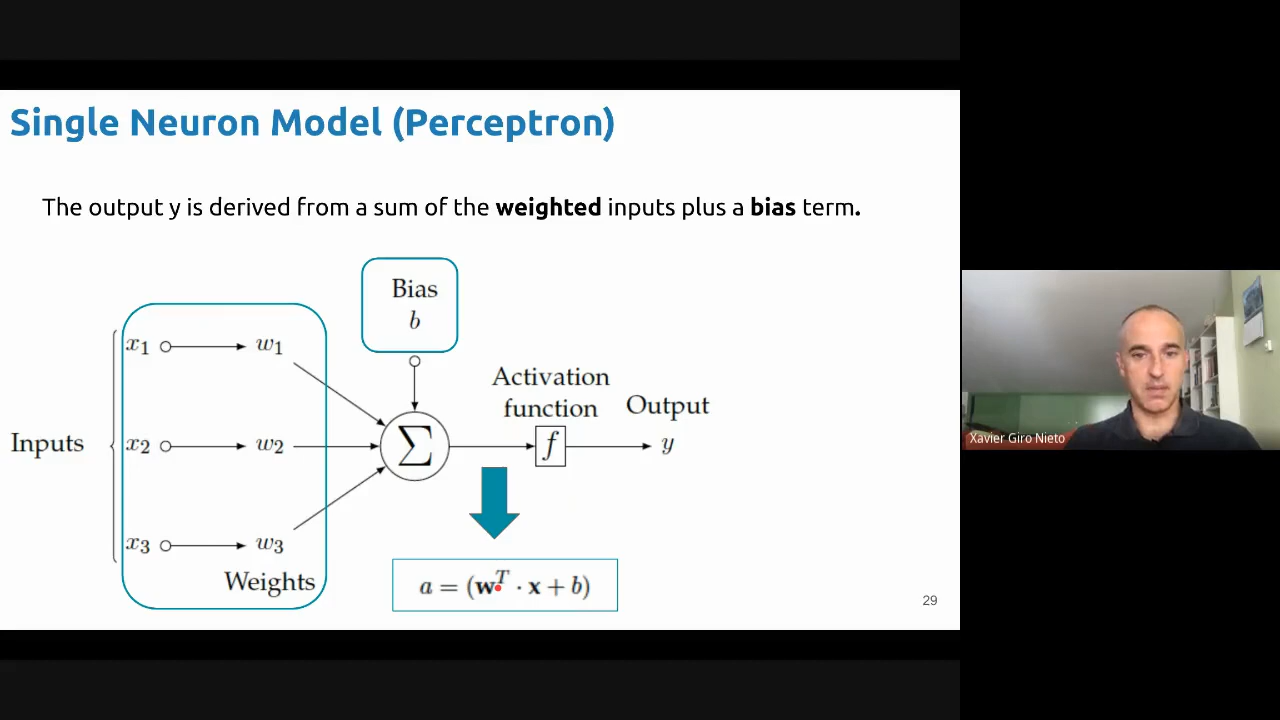 Single Neuron Model (Perceptron)
The output y is derived from a sum of the weighted inputs plus a bias term.
Bias
b
x₁ w₁
Activation
function
Output
Inputs
x₂ w₂
∑
f
y
x₃ w₃
Weights
a = (wᵀ · x + b)
29
Xavier Giro Nieto